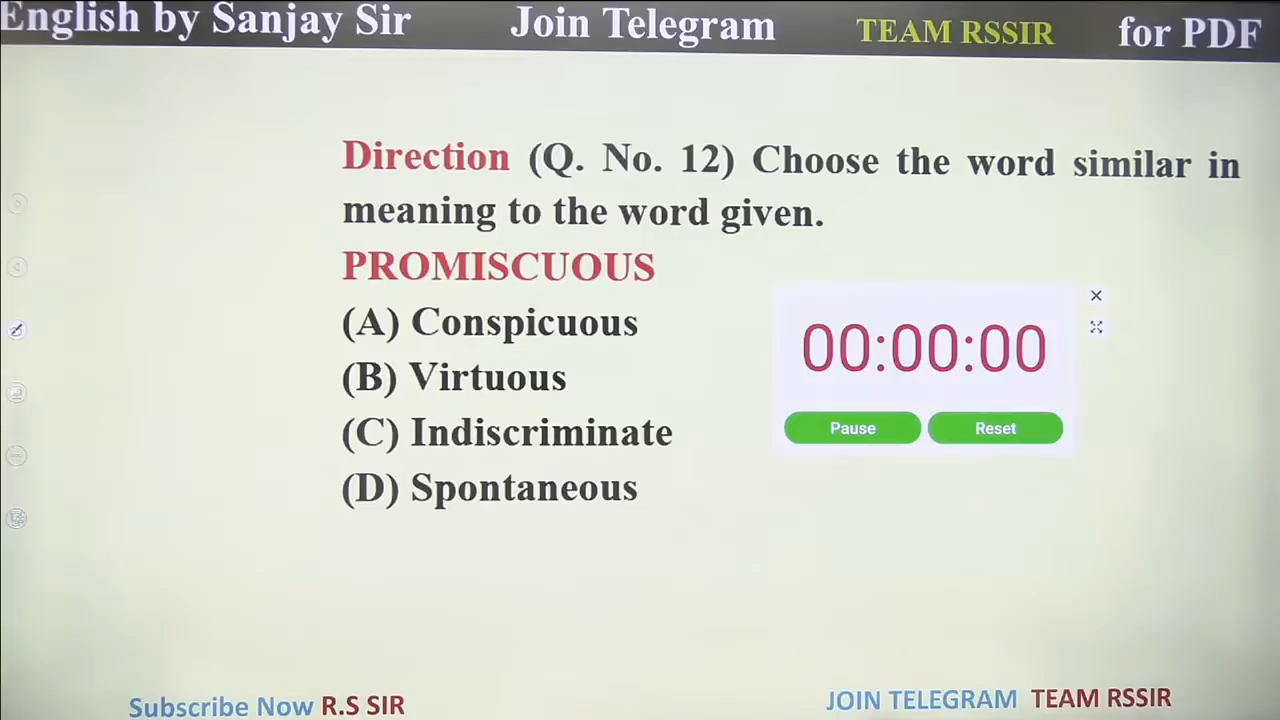 English by Sanjay Sir Join Telegram TEAM RSSIR for PDF
Direction (Q. No. 12) Choose the word similar in
meaning to the word given.
PROMISCUOUS
(A) Conspicuous
(B) Virtuous
(C) Indiscriminate
(D) Spontaneous
00:00:00
Pause Reset
Subscribe Now R.S SIR JOIN TELEGRAM TEAM RSSIR